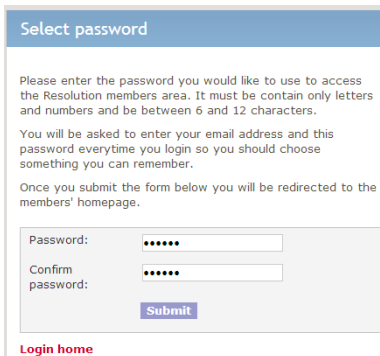 Select password
Please enter the password you would like to use to access
the Resolution members area. It must be contain only letters
and numbers and be between 6 and 12 characters.
You will be asked to enter your email address and this
password everytime you login so you should choose
something you can remember.
Once you submit the form below you will be redirected to the
members' homepage.
Password: ••••••
Confirm
password: ••••••
Submit
Login home